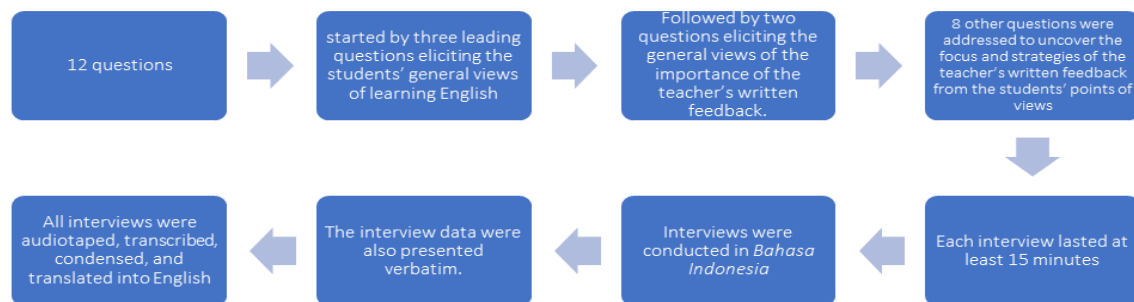 12 questions
started by three leading
questions eliciting the
students’ general views
of learning English
Followed by two
questions eliciting the
general views of the
importance of the
teacher’s written
feedback.
8 other questions were
addressed to uncover the
focus and strategies of the
teacher’s written feedback
from the students’ points of
views
Each interview lasted at
least 15 minutes
Interviews were
conducted in Bahasa
Indonesia
The interview data were
also presented
verbatim.
All interviews were
audiotaped, transcribed,
condensed, and
translated into English